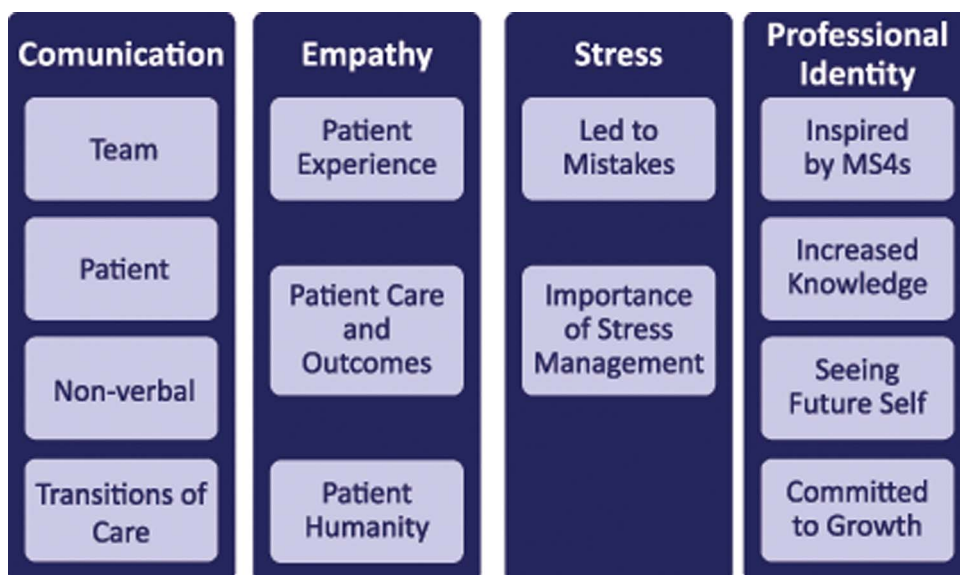 Comunication
Team
Patient
Non-verbal
Transitions of
Care
Empathy
Patient
Experience
Patient Care
and
Outcomes
Patient
Humanity
Stress
Led to
Mistakes
Importance
of Stress
Management
Professional
Identity
Inspired
by MS4s
Increased
Knowledge
Seeing
Future Self
Committed
to Growth